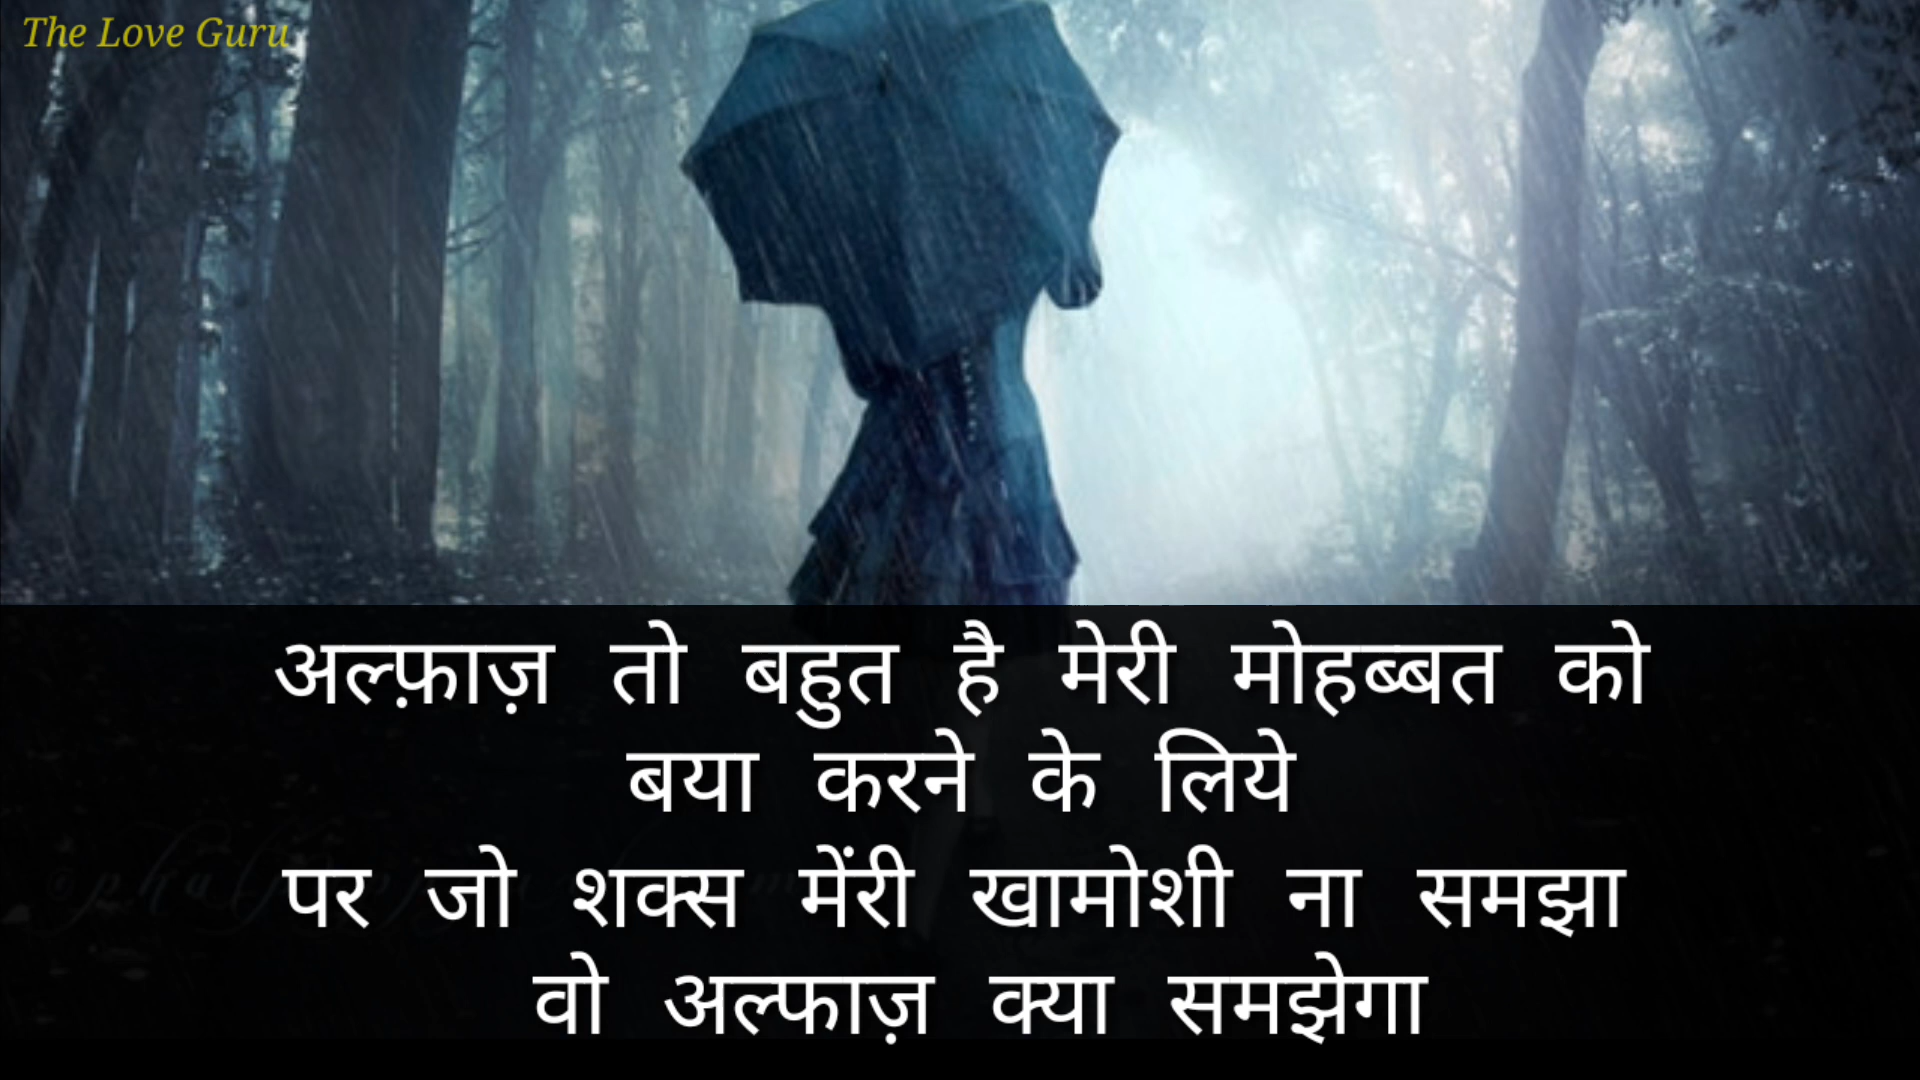 The Love Guru
अल्फ़ाज़ तो बहुत है मेरी मोहब्बत को
बया करने के लिये
पर जो शक्स मेंरी खामोशी ना समझा
वो अल्फाज़ क्या समझेगा